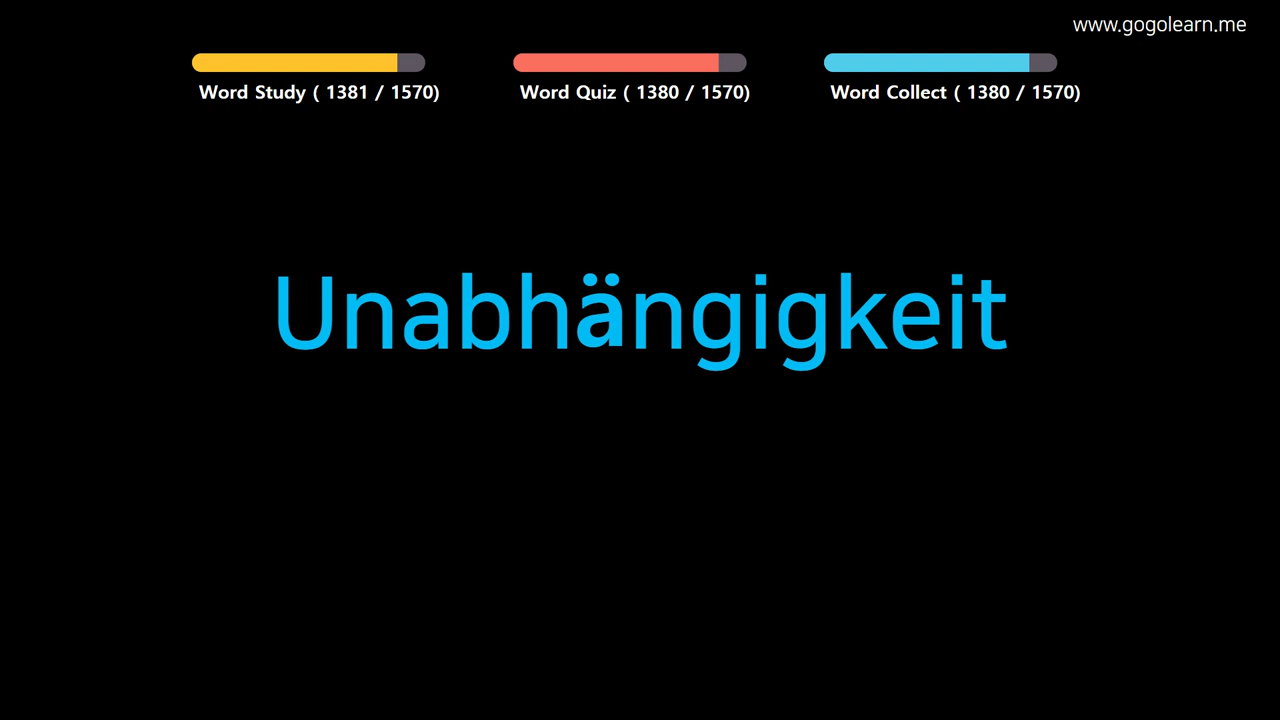 www.gogolearn.me
Word Study ( 1381 / 1570)
Word Quiz ( 1380 / 1570)
Word Collect ( 1380 / 1570)
Unabhängigkeit